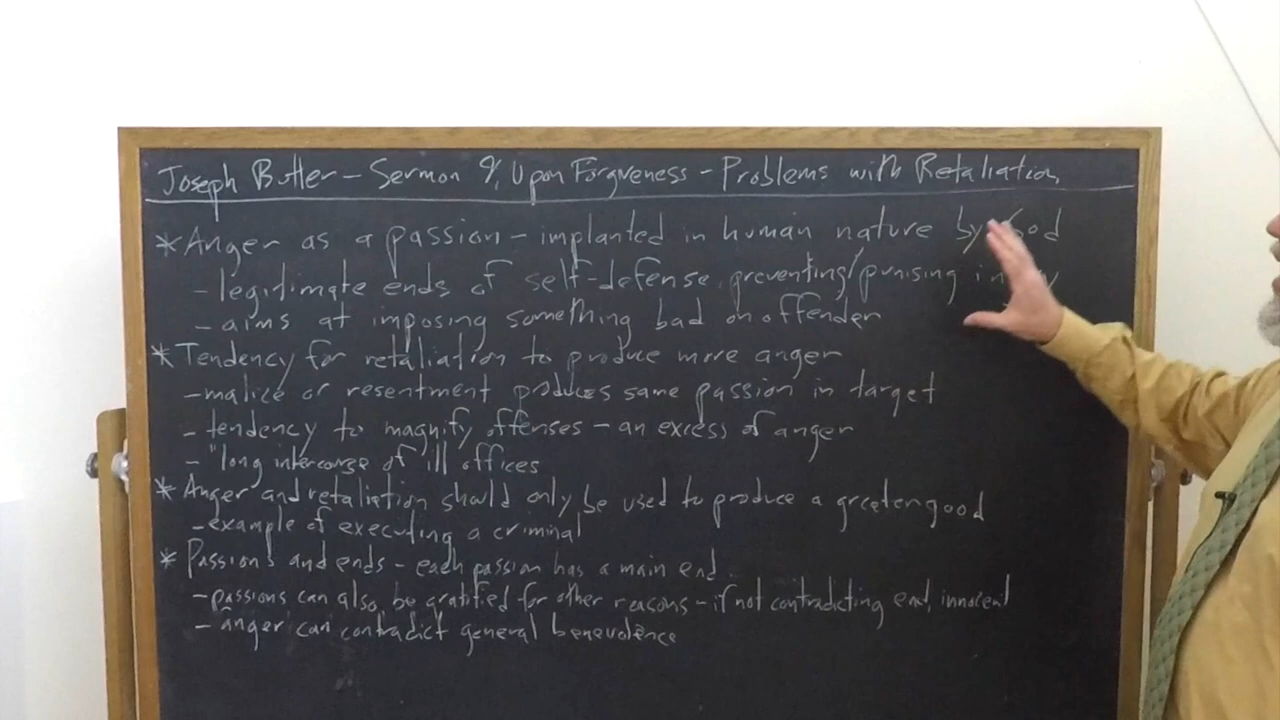 Joseph Butler - Sermon 9, Upon Forgiveness - Problems with Retaliation
* Anger as a passion - implanted in human nature by God
- legitimate ends of self-defense, preventing/punising
- aims at imposing something bad on offender
* Tendency for retaliation to produce more anger
- malice or resentment produces same passion in target
- tendency to magnify offenses - an excess of anger
- "long intercourse of ill offices
* Anger and retaliation should only be used to produce a greater good
- example of executing a criminal
* Passions and ends - each passion has a main end
- passions can also be gratified for other reasons - if not contradicting end, innocent
- anger can contradict general benevolence